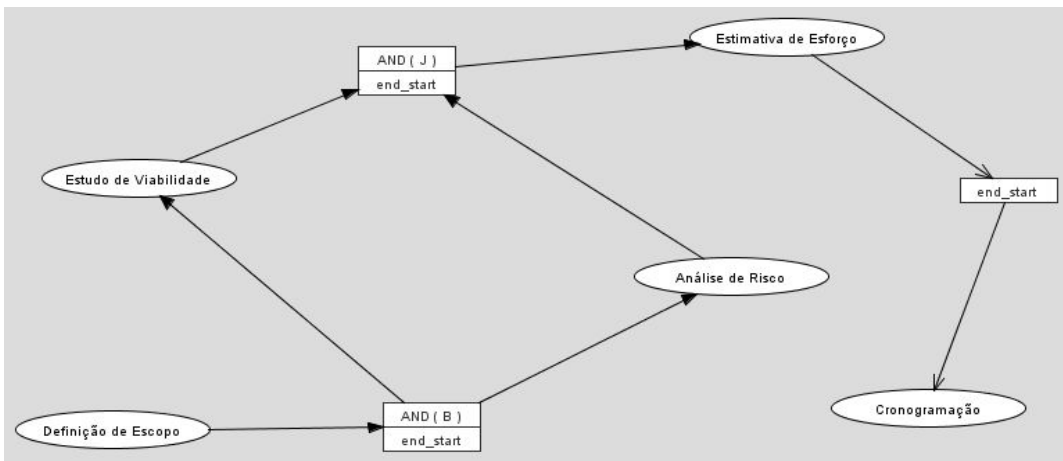 Estimativa de Esforço
AND ( J )
end_start
Estudo de Viabilidade
end_start
Análise de Risco
Cronogramação
AND ( B )
end_start
Definição de Escopo